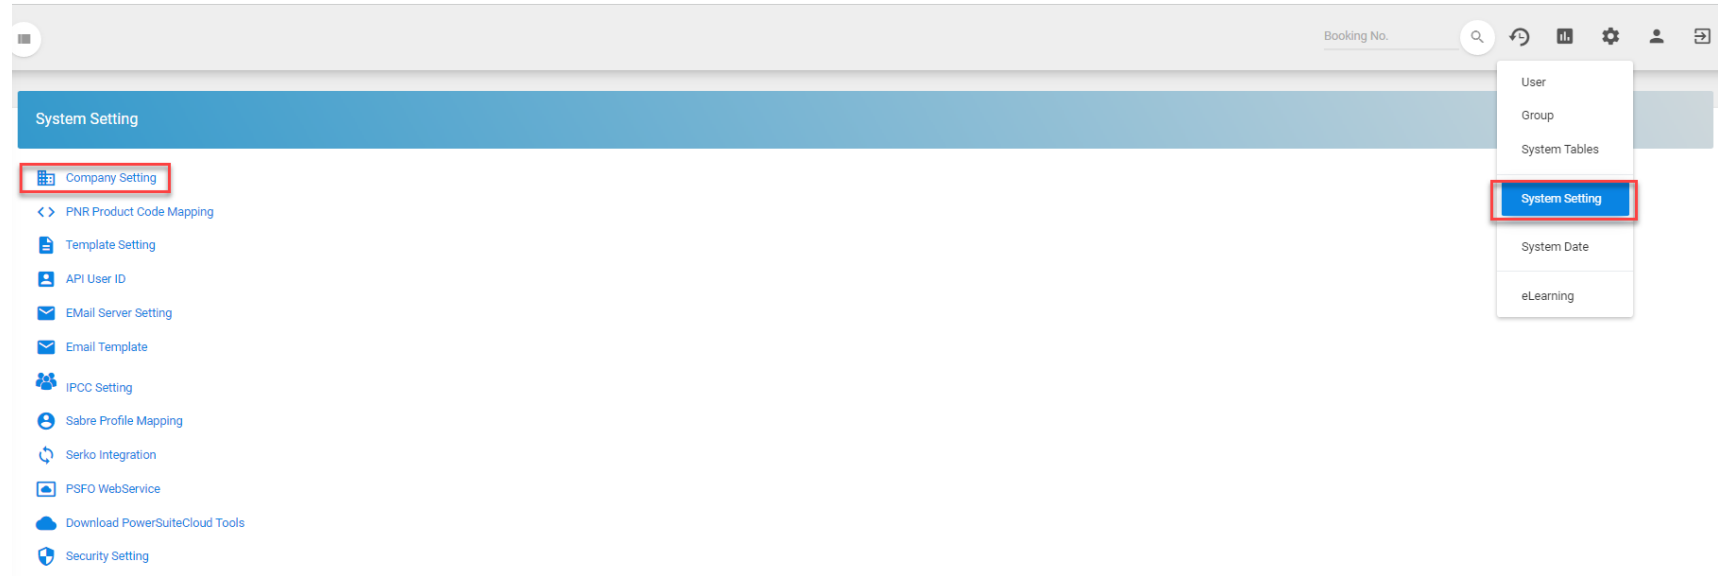 Booking No.
User
Group
System Tables
System Setting
System Date
eLearning
System Setting
Company Setting
PNR Product Code Mapping
Template Setting
API User ID
EMail Server Setting
Email Template
IPCC Setting
Sabre Profile Mapping
Serko Integration
PSFO WebService
Download PowerSuiteCloud Tools
Security Setting